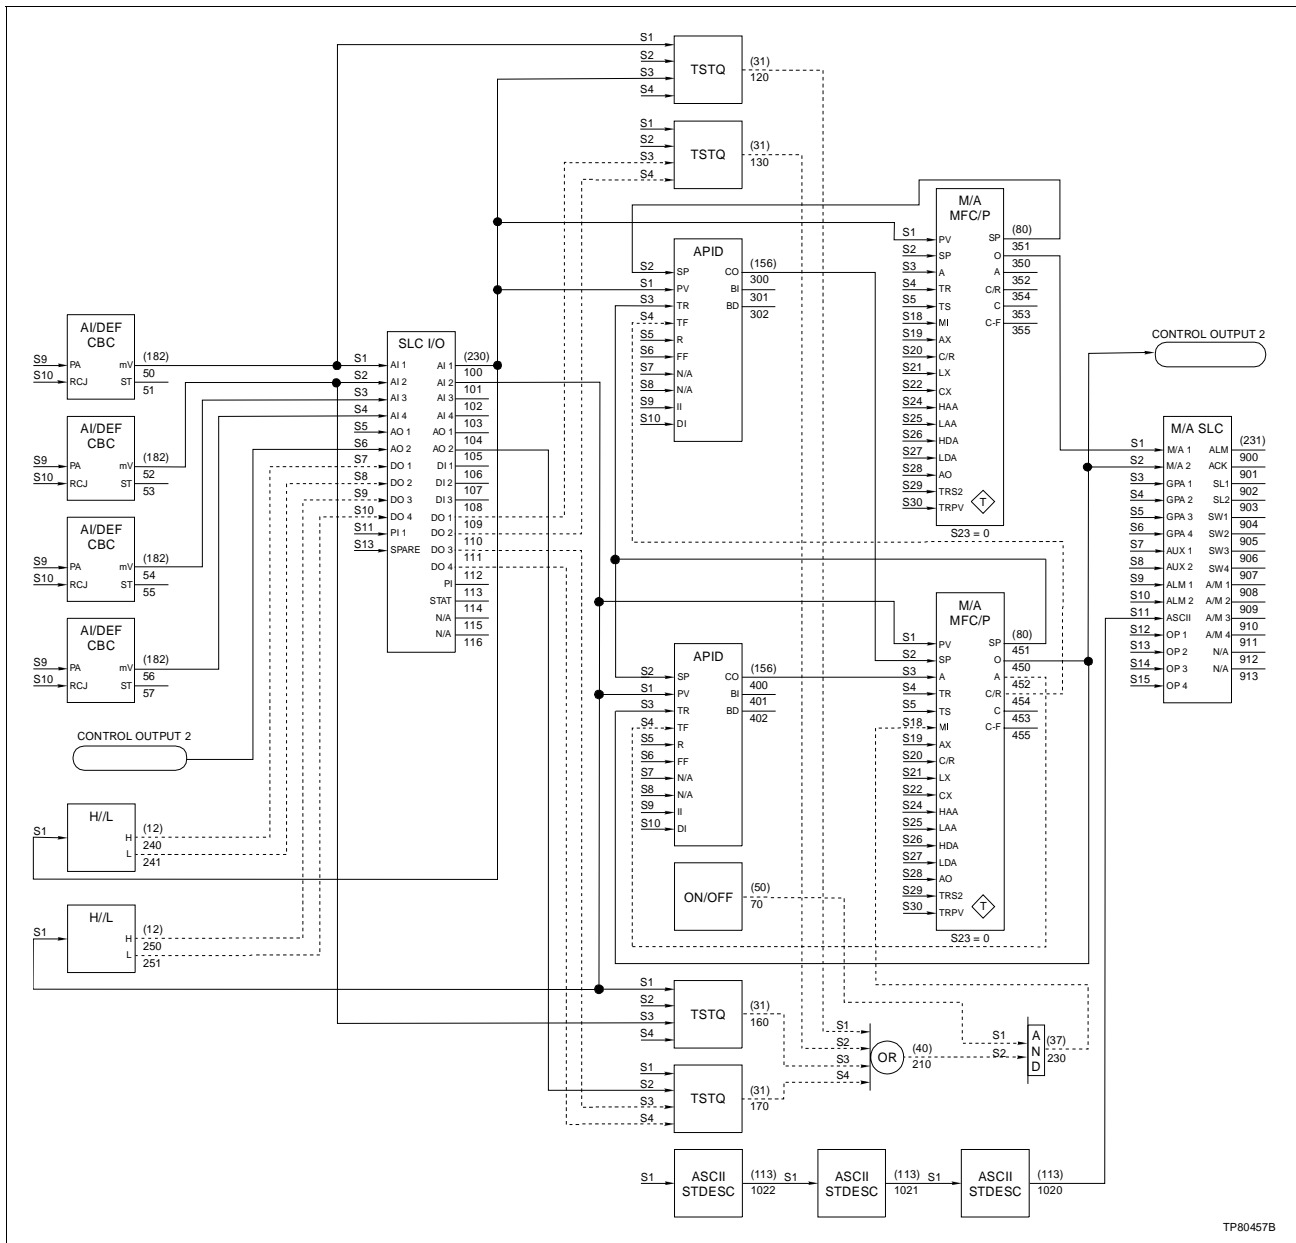 S1
S2
S3
S4
TSTQ
(31)
120
S1
S2
S3
S4
TSTQ
(31)
130
M/A
MFC/P
S1 PV SP (80)
351
S2 SP O
350
S3 A A
352
S4 TR C/R
354
S5 TS C
353
S18 MI C-F
355
S19 AX
S20 C/R
S21 LX
S22 CX
S24 HAA
S25 LAA
S26 HDA
S27 LDA
S28 AO
S29 TRS2
S30 TRPV
T
S23 = 0
APID
S2 SP CO (156)
300
S1 PV BI
301
S3 TR BD
302
S4 TF
S5 R
S6 FF
S7 N/A
S8 N/A
S9 II
S10 DI
AI/DEF
CBC
S9 PA mV (182)
50
S10 RCJ ST
51
AI/DEF
CBC
S9 PA mV (182)
52
S10 RCJ ST
53
AI/DEF
CBC
S9 PA mV (182)
54
S10 RCJ ST
55
AI/DEF
CBC
S9 PA mV (182)
56
S10 RCJ ST
57
SLC I/O
S1 AI 1 AI 1 (230)
100
S2 AI 2 AI 2
101
S3 AI 3 AI 3
102
S4 AI 4 AI 4
103
S5 AO 1 AO 1
104
S6 AO 2 AO 2
105
S7 DO 1 DI 1
106
S8 DO 2 DI 2
107
S9 DO 3 DI 3
108
S10 DO 4 DO 1
109
S11 PI 1 DO 2
110
S13 SPARE DO 3
111
DO 4
112
PI
113
STAT
114
N/A
115
N/A
116
CONTROL OUTPUT 2
M/A SLC
S1 M/A 1 ALM (231)
900
S2 M/A 2 ACK
901
S3 GPA 1 SL1
902
S4 GPA 2 SL2
903
S5 GPA 3 SW1
904
S6 GPA 4 SW2
905
S7 AUX 1 SW3
906
S8 AUX 2 SW4
907
S9 ALM 1 A/M 1
908
S10 ALM 2 A/M 2
909
S11 ASCII A/M 3
910
S12 OP 1 A/M 4
911
S13 OP 2 N/A
912
S14 OP 3 N/A
913
S15 OP 4
M/A
MFC/P
S1 PV SP (80)
451
S2 SP O
450
S3 A A
452
S4 TR C/R
454
S5 TS C
453
S18 MI C-F
455
S19 AX
S20 C/R
S21 LX
S22 CX
S24 HAA
S25 LAA
S26 HDA
S27 LDA
S28 AO
S29 TRS2
S30 TRPV
T
S23 = 0
APID
S2 SP CO (156)
400
S1 PV BI
401
S3 TR BD
402
S4 TF
S5 R
S6 FF
S7 N/A
S8 N/A
S9 II
S10 DI
CONTROL OUTPUT 2
H//L
S1 H (12)
240
L
241
H//L
S1 H (12)
250
L
251
ON/OFF
(50)
70
S1
S2
S3
S4
TSTQ
(31)
160
S1
S2
S3
S4
TSTQ
(31)
170
S1
S2
S3
S4
OR
(40)
210
S1
S2
A
N
D
(37)
230
S1
ASCII
STDESC
(113)
1022
S1
ASCII
STDESC
(113)
1021
S1
ASCII
STDESC
(113)
1020
TP80457B